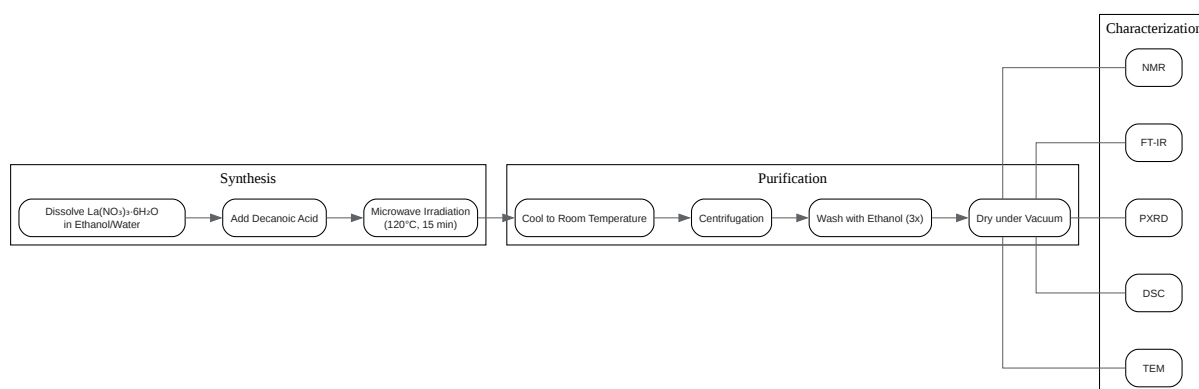 Characterization
NMR
FT-IR
Synthesis
Purification
Dissolve La(NO₃)₃·6H₂O
in Ethanol/Water
Add Decanoic Acid
Microwave Irradiation
(120°C, 15 min)
Cool to Room Temperature
Centrifugation
Wash with Ethanol (3x)
Dry under Vacuum
PXRD
DSC
TEM